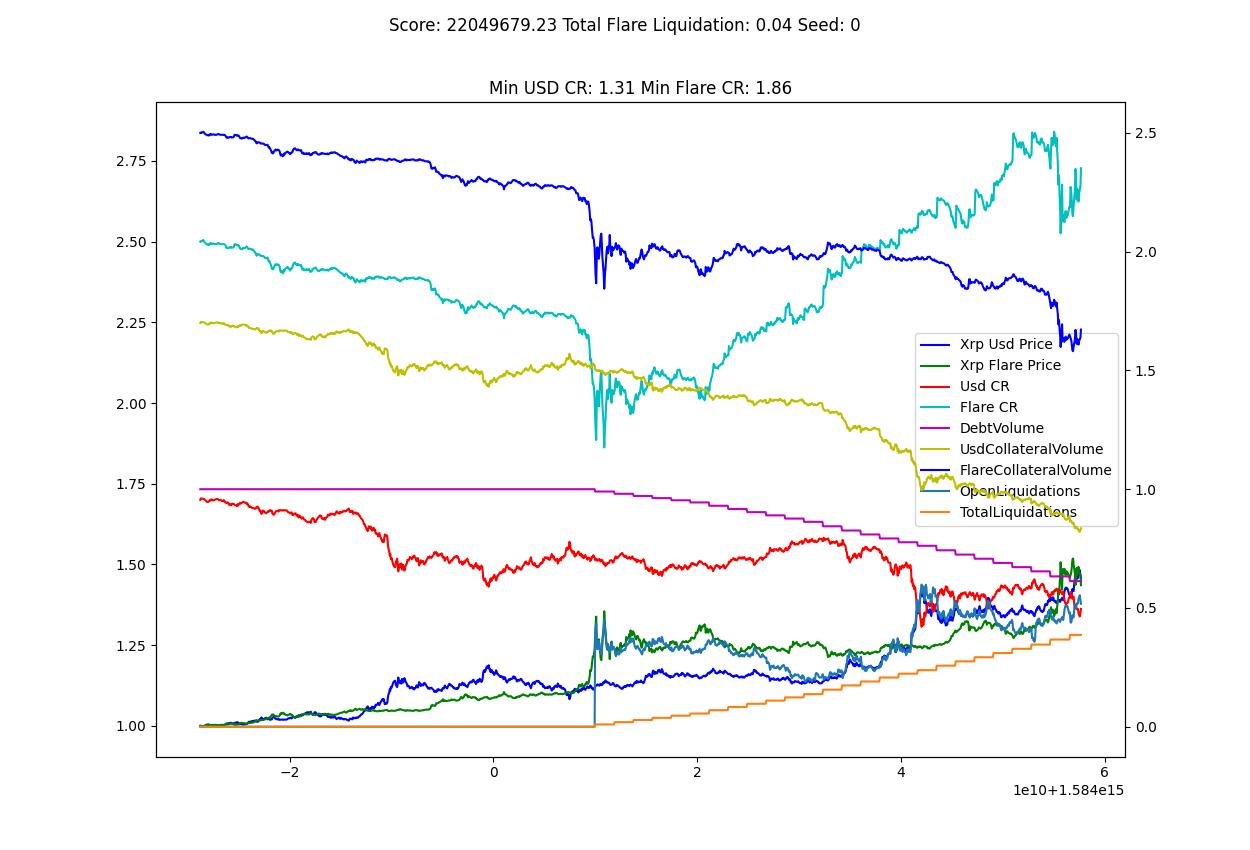 Score: 22049679.23 Total Flare Liquidation: 0.04 Seed: 0
Min USD CR: 1.31 Min Flare CR: 1.86
2.75
2.50
2.25
2.00
1.75
1.50
1.25
1.00
2.5
2.0
1.5
1.0
0.5
0.0
Xrp Usd Price
Xrp Flare Price
Usd CR
Flare CR
DebtVolume
UsdCollateralVolume
FlareCollateralVolume
OpenLiquidations
TotalLiquidations
−2 0 2 4 6
1e10+1.584e15